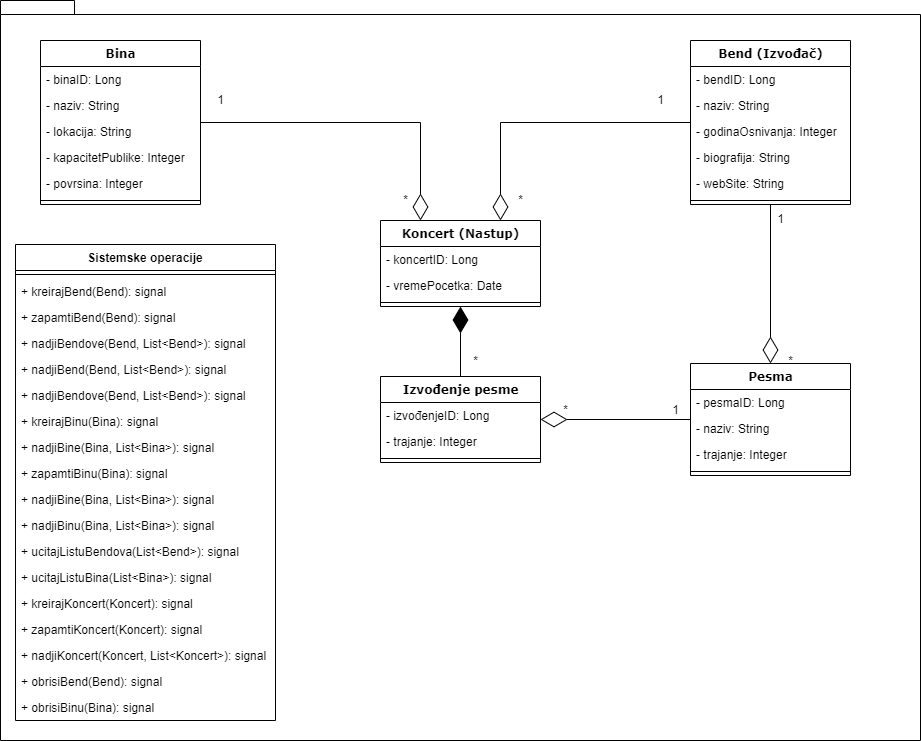 Bina
- binaID: Long
- naziv: String
- lokacija: String
- kapacitetPublike: Integer
- povrsina: Integer
1
1
Bend (Izvođač)
- bendID: Long
- naziv: String
- godinaOsnivanja: Integer
- biografija: String
- webSite: String
*
*
1
Koncert (Nastup)
- koncertID: Long
- vremePocetka: Date
*
*
Izvođenje pesme
- izvođenjeID: Long
- trajanje: Integer
*
1
Pesma
- pesmaID: Long
- naziv: String
- trajanje: Integer
Sistemske operacije
+ kreirajBend(Bend): signal
+ zapamtiBend(Bend): signal
+ nadjiBendove(Bend, List<Bend>): signal
+ nadjiBend(Bend, List<Bend>): signal
+ nadjiBendove(Bend, List<Bend>): signal
+ kreirajBinu(Bina): signal
+ nadjiBine(Bina, List<Bina>): signal
+ zapamtiBinu(Bina): signal
+ nadjiBine(Bina, List<Bina>): signal
+ nadjiBinu(Bina, List<Bina>): signal
+ ucitajListuBendova(List<Bend>): signal
+ ucitajListuBina(List<Bina>): signal
+ kreirajKoncert(Koncert): signal
+ zapamtiKoncert(Koncert): signal
+ nadjiKoncert(Koncert, List<Koncert>): signal
+ obrisiBend(Bend): signal
+ obrisiBinu(Bina): signal